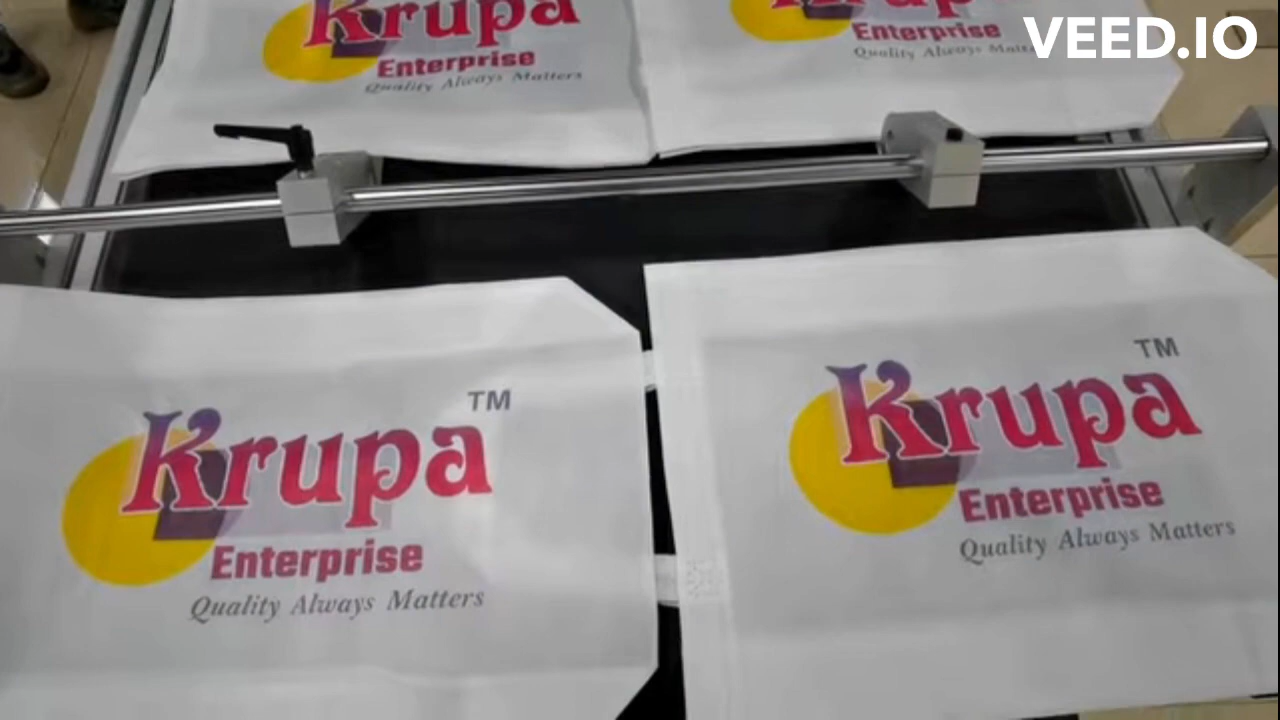 VEED.IO
Krupa
Enterprise
Quality Always Matters
Krupa
Enterprise
Quality Always Matters
TM
Krupa
Enterprise
Quality Always Matters
TM
Krupa
Enterprise
Quality Always Matters